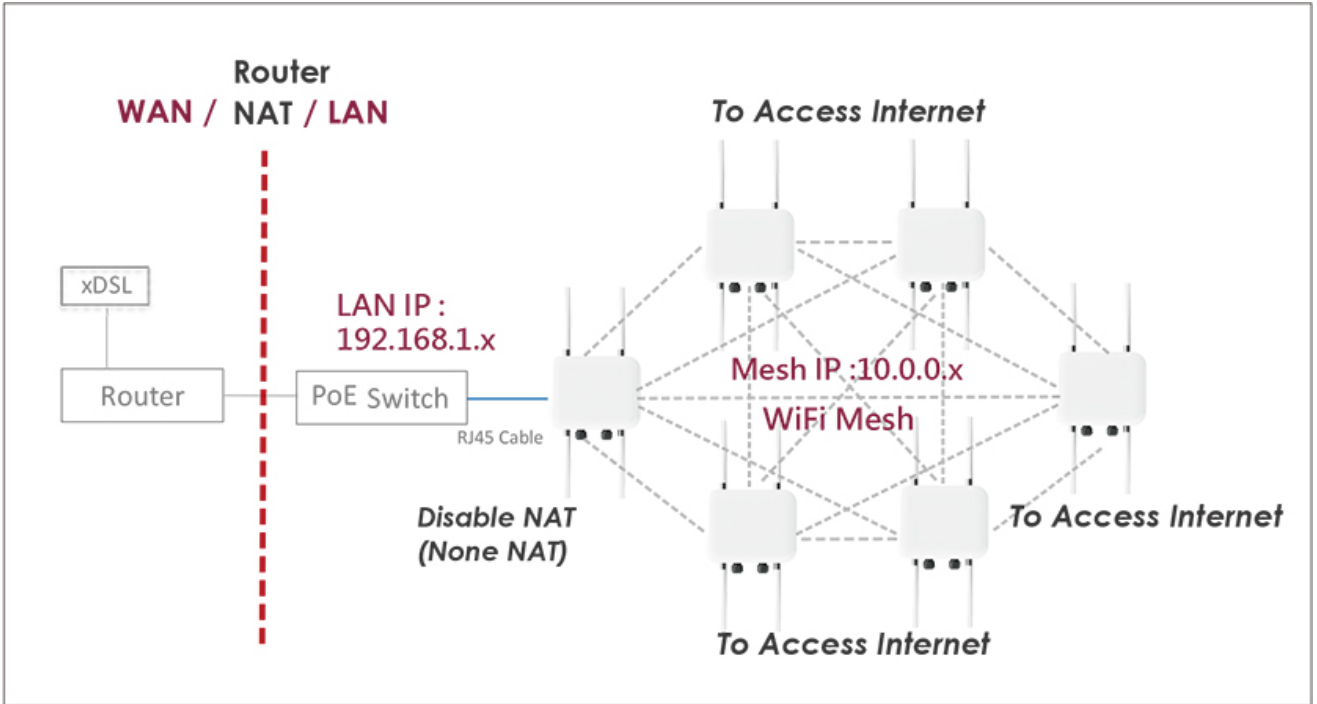 Router
WAN / NAT / LAN
To Access Internet
xDSL
LAN IP :
192.168.1.x
Router
PoE Switch
RJ45 Cable
Mesh IP :10.0.0.x
WiFi Mesh
Disable NAT
(None NAT)
To Access Internet
To Access Internet